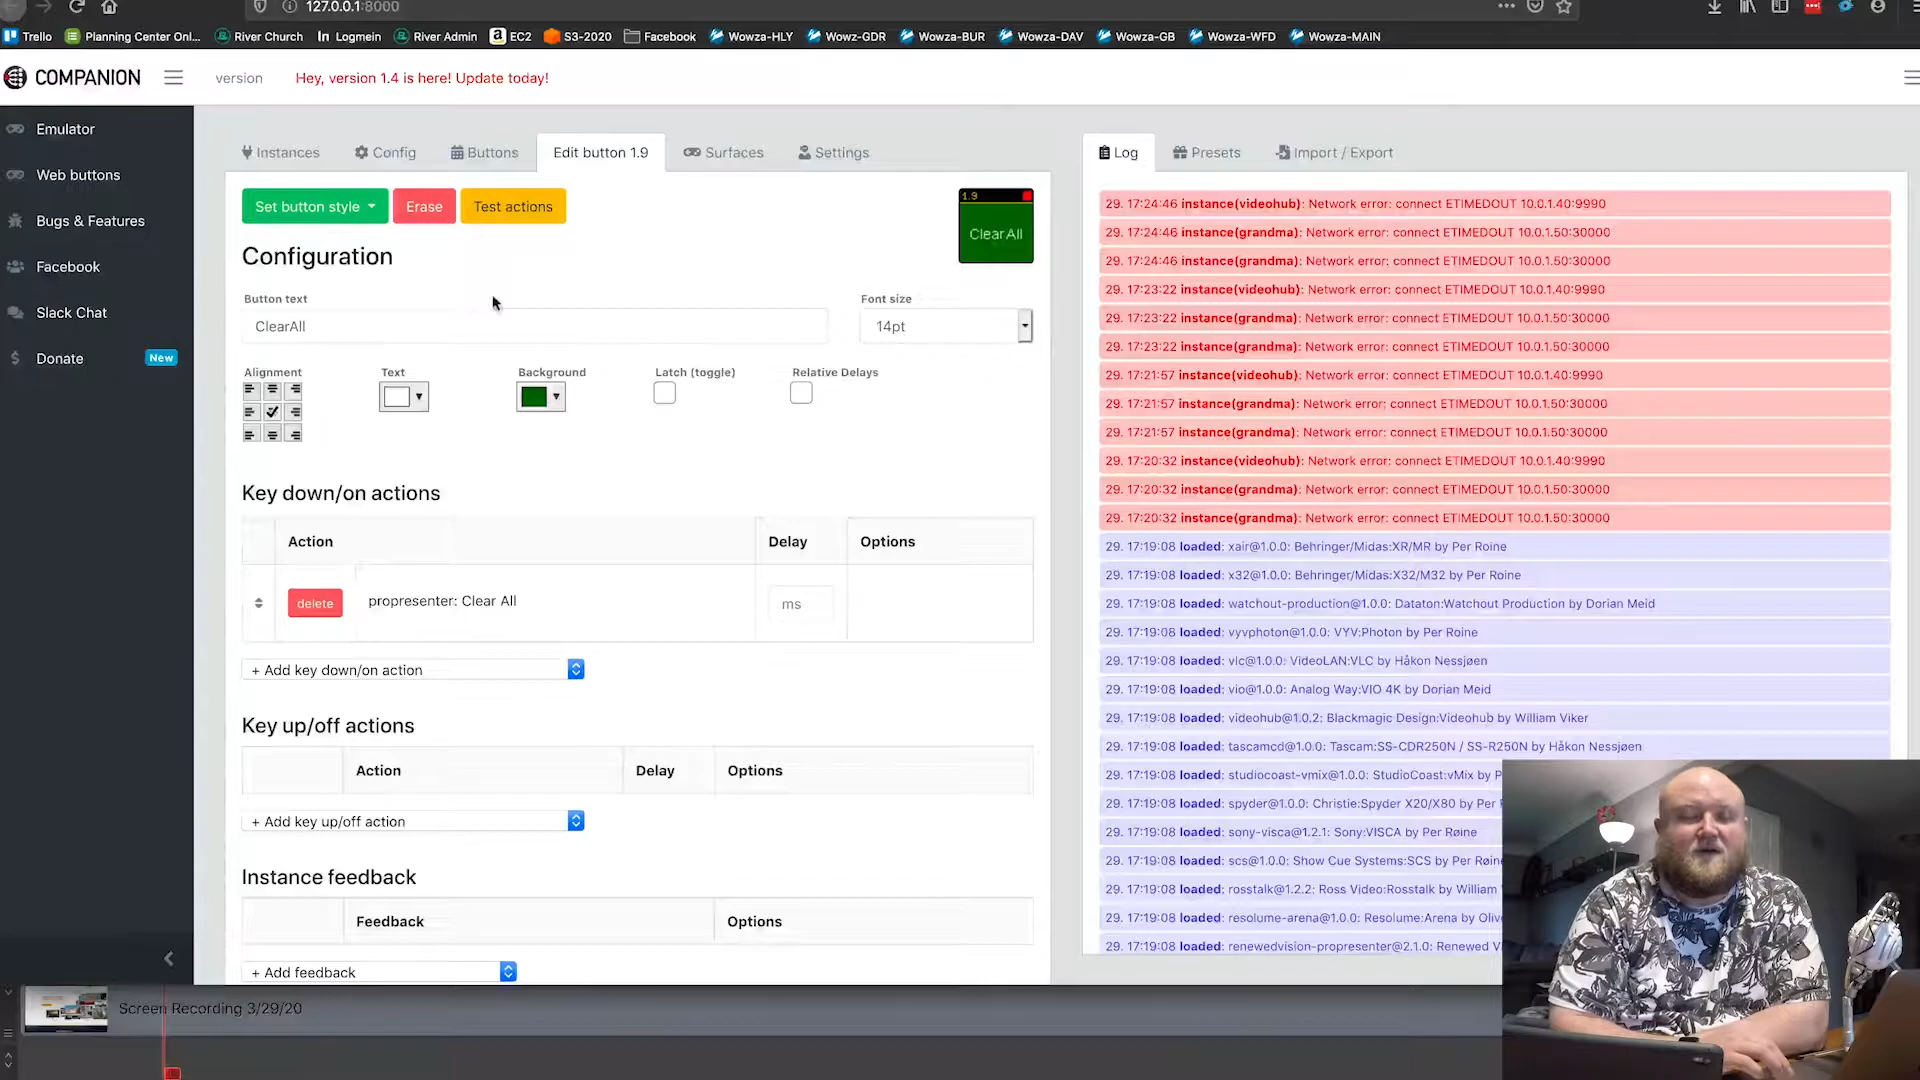 127.0.0.1:8000
Trello
Planning Center Onl...
River Church
In Logmein
River Admin
EC2
S3-2020
Facebook
Wowza-HLY
Wowz-GDR
Wowza-BUR
Wowza-DAV
Wowza-GB
Wowza-WFD
Wowza-MAIN
COMPANION
version
Hey, version 1.4 is here! Update today!
Emulator
Web buttons
Bugs & Features
Facebook
Slack Chat
Donate
New
Instances
Config
Buttons
Edit button 1.9
Surfaces
Settings
Set button style
Erase
Test actions
1.9
ClearAll
Configuration
Button text
Font size
ClearAll
14pt
Alignment
Text
Background
Latch (toggle)
Relative Delays
Key down/on actions
Action
Delay
Options
delete
propresenter: Clear All
ms
+ Add key down/on action
Key up/off actions
Action
Delay
Options
+ Add key up/off action
Instance feedback
Feedback
Options
+ Add feedback
Log
Presets
Import / Export
29. 17:24:46 instance(videohub): Network error: connect ETIMEDOUT 10.0.1.40:9990
29. 17:24:46 instance(grandma): Network error: connect ETIMEDOUT 10.0.1.50:30000
29. 17:24:46 instance(grandma): Network error: connect ETIMEDOUT 10.0.1.50:30000
29. 17:23:22 instance(videohub): Network error: connect ETIMEDOUT 10.0.1.40:9990
29. 17:23:22 instance(grandma): Network error: connect ETIMEDOUT 10.0.1.50:30000
29. 17:23:22 instance(grandma): Network error: connect ETIMEDOUT 10.0.1.50:30000
29. 17:21:57 instance(videohub): Network error: connect ETIMEDOUT 10.0.1.40:9990
29. 17:21:57 instance(grandma): Network error: connect ETIMEDOUT 10.0.1.50:30000
29. 17:21:57 instance(grandma): Network error: connect ETIMEDOUT 10.0.1.50:30000
29. 17:20:32 instance(videohub): Network error: connect ETIMEDOUT 10.0.1.40:9990
29. 17:20:32 instance(grandma): Network error: connect ETIMEDOUT 10.0.1.50:30000
29. 17:20:32 instance(grandma): Network error: connect ETIMEDOUT 10.0.1.50:30000
29. 17:19:08 loaded: xair@1.0.0: Behringer/Midas:XR/MR by Per Roine
29. 17:19:08 loaded: x32@1.0.0: Behringer/Midas:X32/M32 by Per Roine
29. 17:19:08 loaded: watchout-production@1.0.0: Dataton:Watchout Production by Dorian Meid
29. 17:19:08 loaded: vyvphoton@1.0.0: VYV:Photon by Per Roine
29. 17:19:08 loaded: vlc@1.0.0: VideoLAN:VLC by Håkon Nessjøen
29. 17:19:08 loaded: vio@1.0.0: Analog Way:VIO 4K by Dorian Meid
29. 17:19:08 loaded: videohub@1.0.2: Blackmagic Design:Videohub by William Viker
29. 17:19:08 loaded: tascamcd@1.0.0: Tascam:SS-CDR250N / SS-R250N by Håkon Nessjøen
29. 17:19:08 loaded: studiocoast-vmix@1.0.0: StudioCoast:vMix by P
29. 17:19:08 loaded: spyder@1.0.0: Christie:Spyder X20/X80 by Per
29. 17:19:08 loaded: sony-visca@1.2.1: Sony:VISCA by Per Røine
29. 17:19:08 loaded: scs@1.0.0: Show Cue Systems:SCS by Per Røine
29. 17:19:08 loaded: rosstalk@1.2.2: Ross Video:Rosstalk by William
29. 17:19:08 loaded: resolume-arena@1.0.0: Resolume:Arena by Oliv
29. 17:19:08 loaded: renewedvision-propresenter@2.1.0: Renewed V
Screen Recording 3/29/20